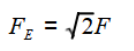 F_E = √2F